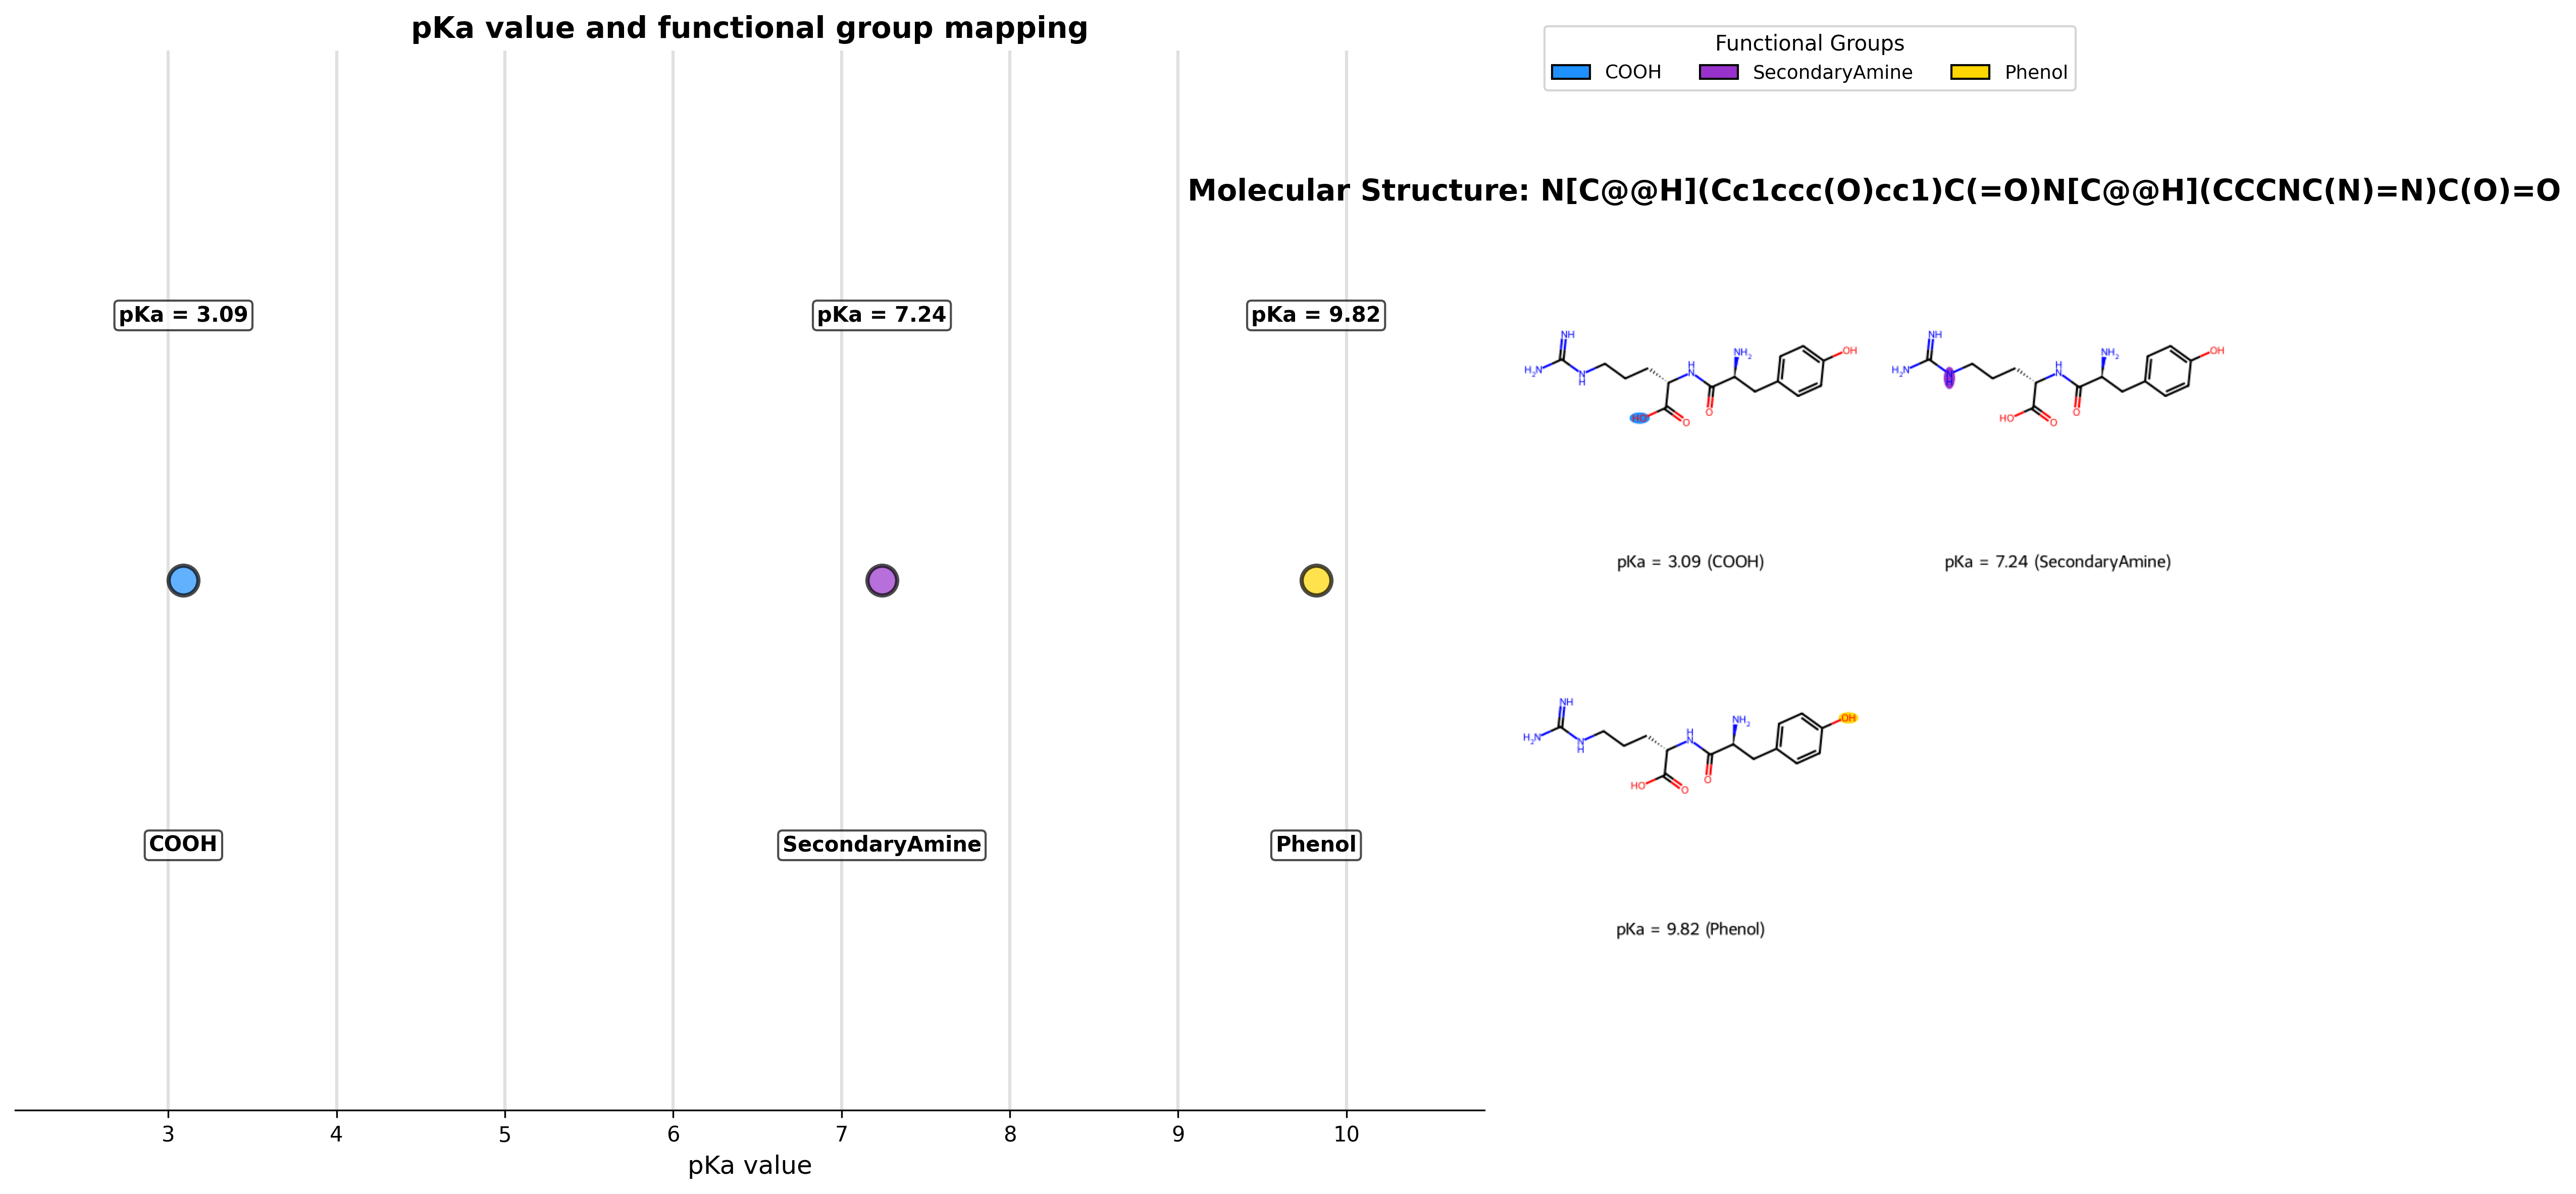 pKa value and functional group mapping
Functional Groups
COOH SecondaryAmine Phenol
Molecular Structure: N[C@@H](Cc1ccc(O)cc1)C(=O)N[C@@H](CCCNC(N)=N)C(O)=O
pKa = 3.09 pKa = 7.24 pKa = 9.82
COOH SecondaryAmine Phenol
3 4 5 6 7 8 9 10
pKa value
NH
H₂N
N
H
H
N
NH₂
OH
HO
O
O
pKa = 3.09 (COOH)
NH
H₂N
N
H
H
N
NH₂
OH
HO
O
O
pKa = 7.24 (SecondaryAmine)
NH
H₂N
N
H
H
N
NH₂
OH
HO
O
O
pKa = 9.82 (Phenol)